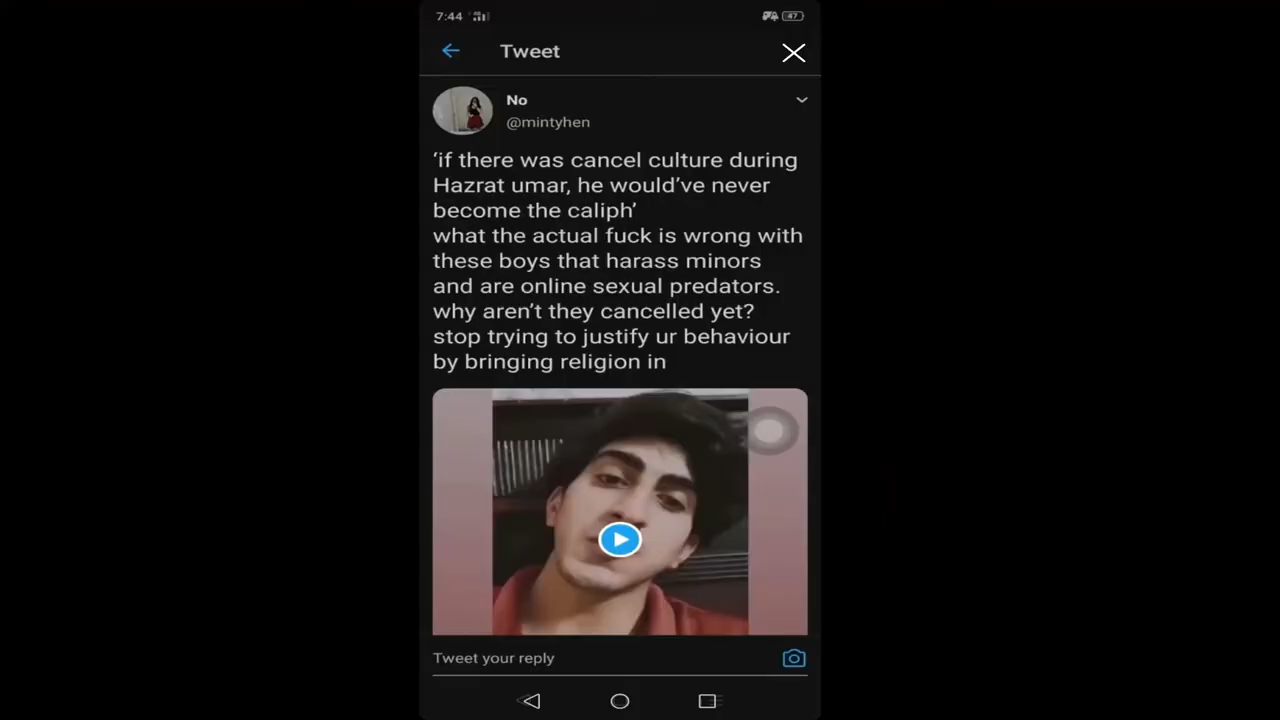 7:44
47
Tweet
No
@mintyhen
‘if there was cancel culture during
Hazrat umar, he would’ve never
become the caliph’
what the actual fuck is wrong with
these boys that harass minors
and are online sexual predators.
why aren’t they cancelled yet?
stop trying to justify ur behaviour
by bringing religion in
Tweet your reply